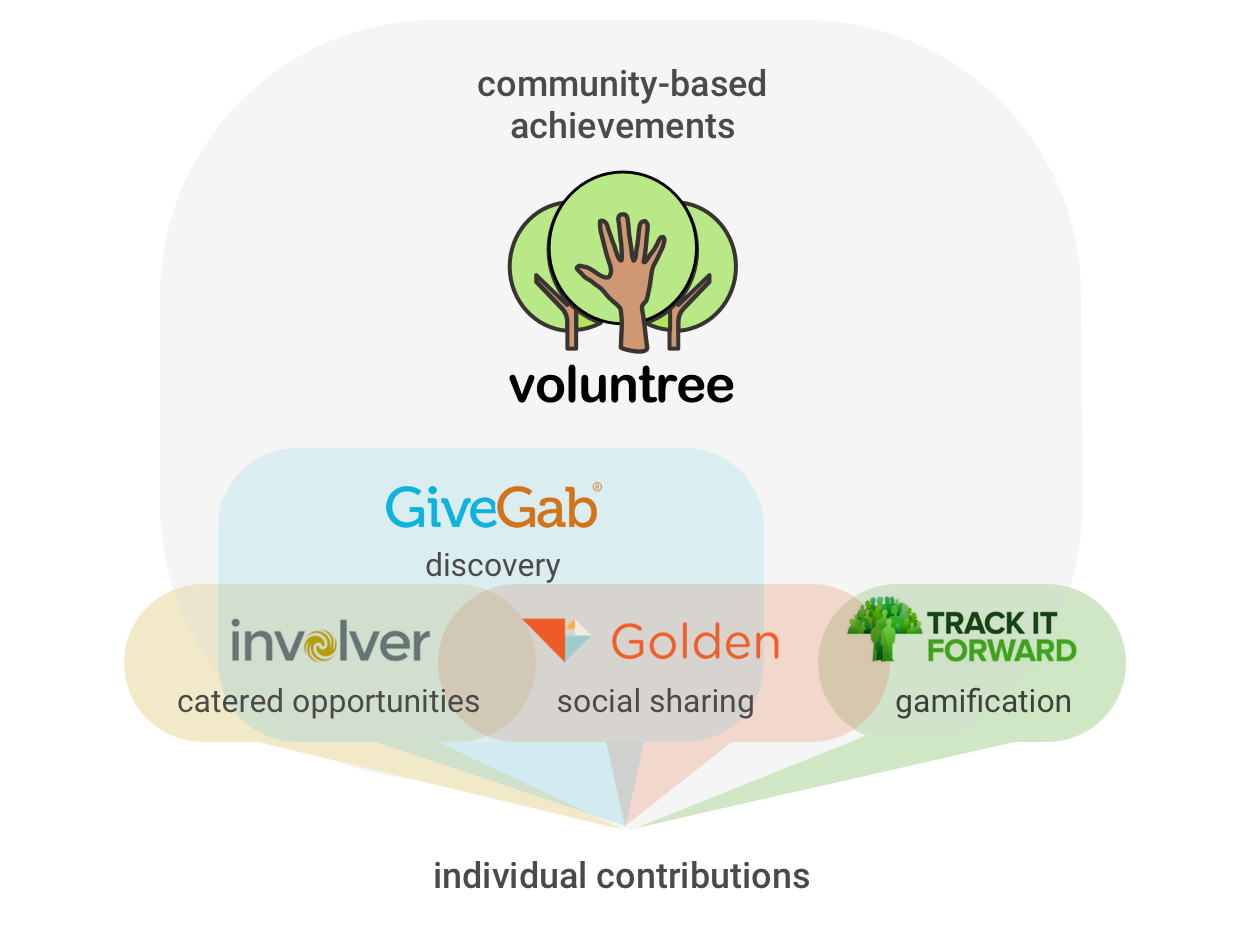 community-based
achievements
voluntree
GiveGab®
discovery
involver
catered opportunities
Golden
social sharing
TRACK IT
FORWARD
gamification
individual contributions